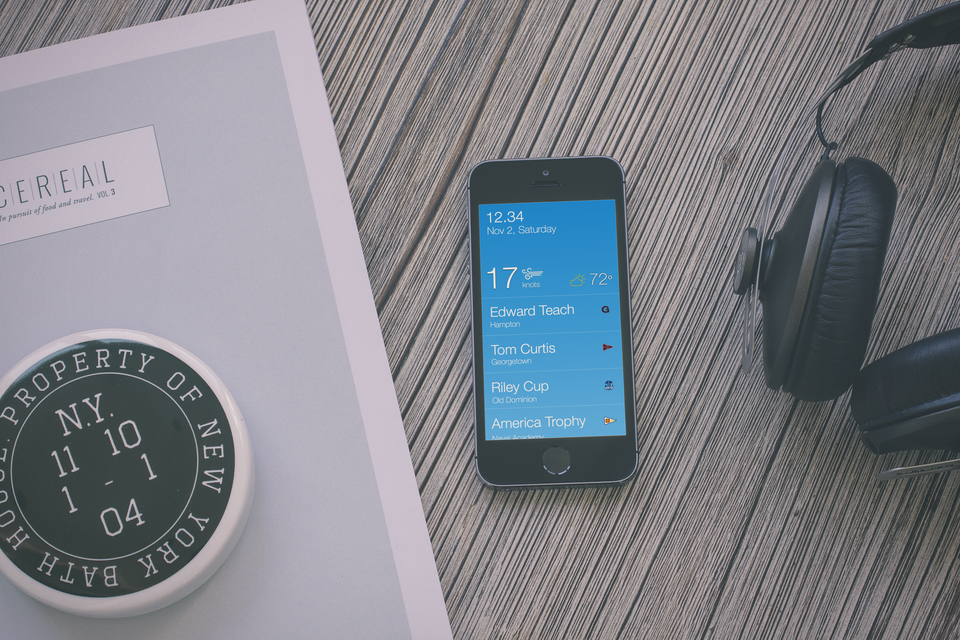 CEREAL
In pursuit of food and travel. VOL.3
PROPERTY OF NEW YORK BATH HOUSE.
N.Y.
11 10
1 - 1
04
12.34
Nov 2, Saturday
17 knots 72°
Edward Teach G
Hampton
Tom Curtis
Georgetown
Riley Cup
Old Dominion
America Trophy
Naval Academy